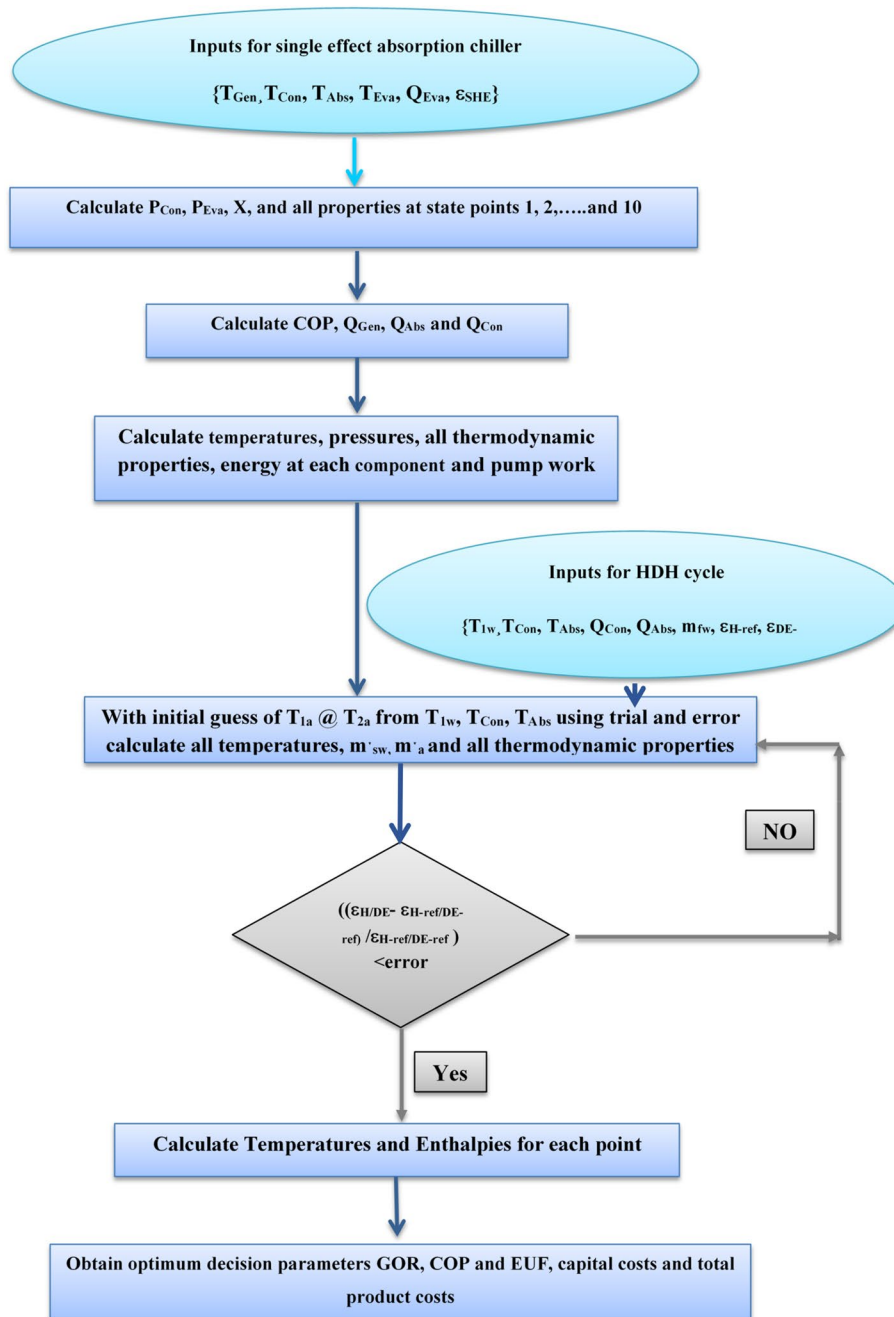 Inputs for single effect absorption chiller
{TGen, TCon, TAbs, TEva, QEva, εSHE}
Calculate PCon, PEva, X, and all properties at state points 1, 2,…..and 10
Calculate COP, QGen, QAbs and QCon
Calculate temperatures, pressures, all thermodynamic
properties, energy at each component and pump work
Inputs for HDH cycle
{T1w, TCon, TAbs, QCon, QAbs, mfw, εH-ref, εDE-
With initial guess of T1a @ T2a from T1w, TCon, TAbs using trial and error
calculate all temperatures, m·sw, m·a and all thermodynamic properties
NO
((εH/DE- εH-ref/DE-
ref) /εH-ref/DE-ref )
<error
Yes
Calculate Temperatures and Enthalpies for each point
Obtain optimum decision parameters GOR, COP and EUF, capital costs and total
product costs